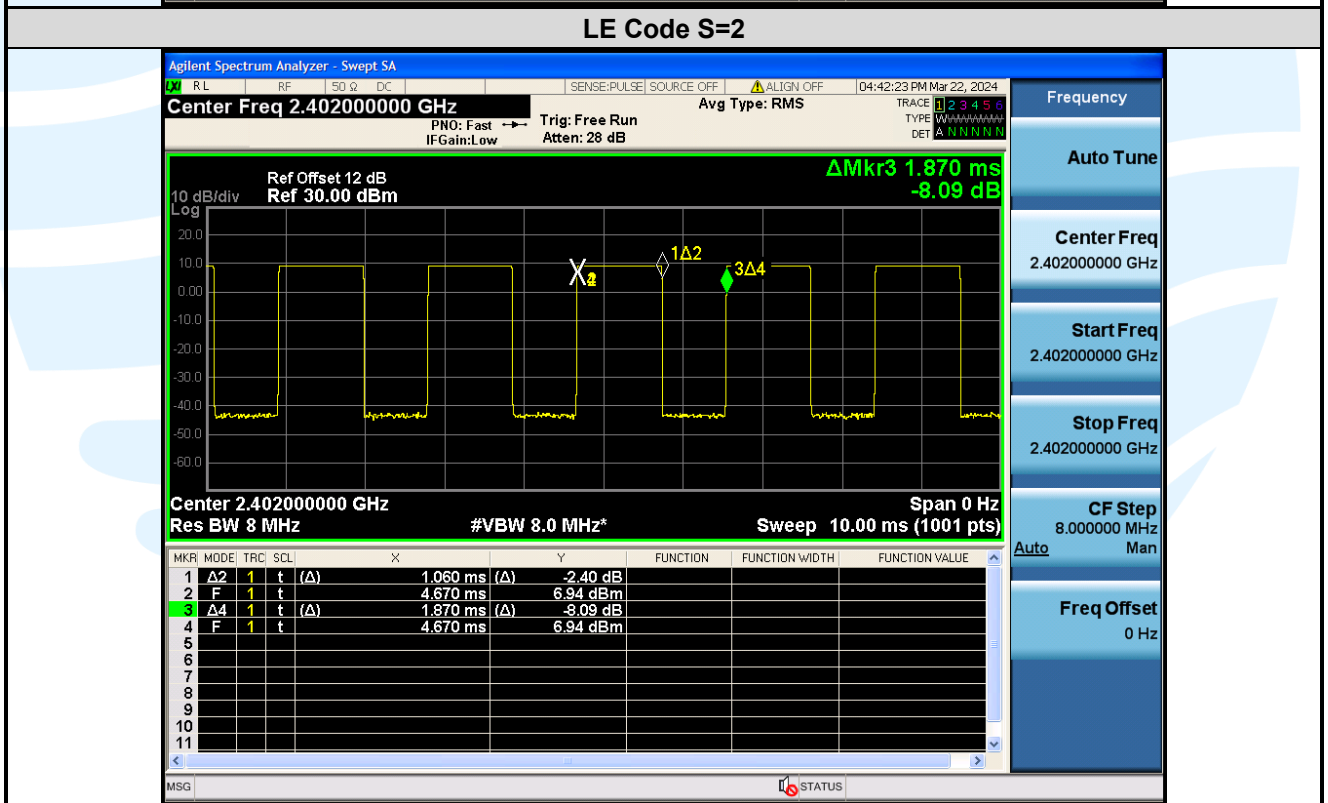 LE Code S=2
Agilent Spectrum Analyzer - Swept SA
LXI RL RF 50 Ω DC SENSE:PULSE SOURCE OFF ALIGN OFF 04:42:23 PM Mar 22, 2024
Center Freq 2.402000000 GHz Avg Type: RMS TRACE 1 2 3 4 5 6
PNO: Fast Trig: Free Run TYPE WWWWWW
IFGain:Low Atten: 28 dB DET A N N N N N
Frequency
Auto Tune
ΔMkr3 1.870 ms
-8.09 dB
Ref Offset 12 dB
10 dB/div Ref 30.00 dBm
Log
20.0
10.0
0.00
-10.0
-20.0
-30.0
-40.0
-50.0
-60.0
1Δ2
3Δ4
Center 2.402000000 GHz Span 0 Hz
Res BW 8 MHz #VBW 8.0 MHz* Sweep 10.00 ms (1001 pts)
MKR MODE TRC SCL X Y FUNCTION FUNCTION WIDTH FUNCTION VALUE
1 Δ2 1 t (Δ) 1.060 ms (Δ) -2.40 dB
2 F 1 t 4.670 ms 6.94 dBm
3 Δ4 1 t (Δ) 1.870 ms (Δ) -8.09 dB
4 F 1 t 4.670 ms 6.94 dBm
5
6
7
8
9
10
11
Center Freq
2.402000000 GHz
Start Freq
2.402000000 GHz
Stop Freq
2.402000000 GHz
CF Step
8.000000 MHz
Auto Man
Freq Offset
0 Hz
MSG STATUS